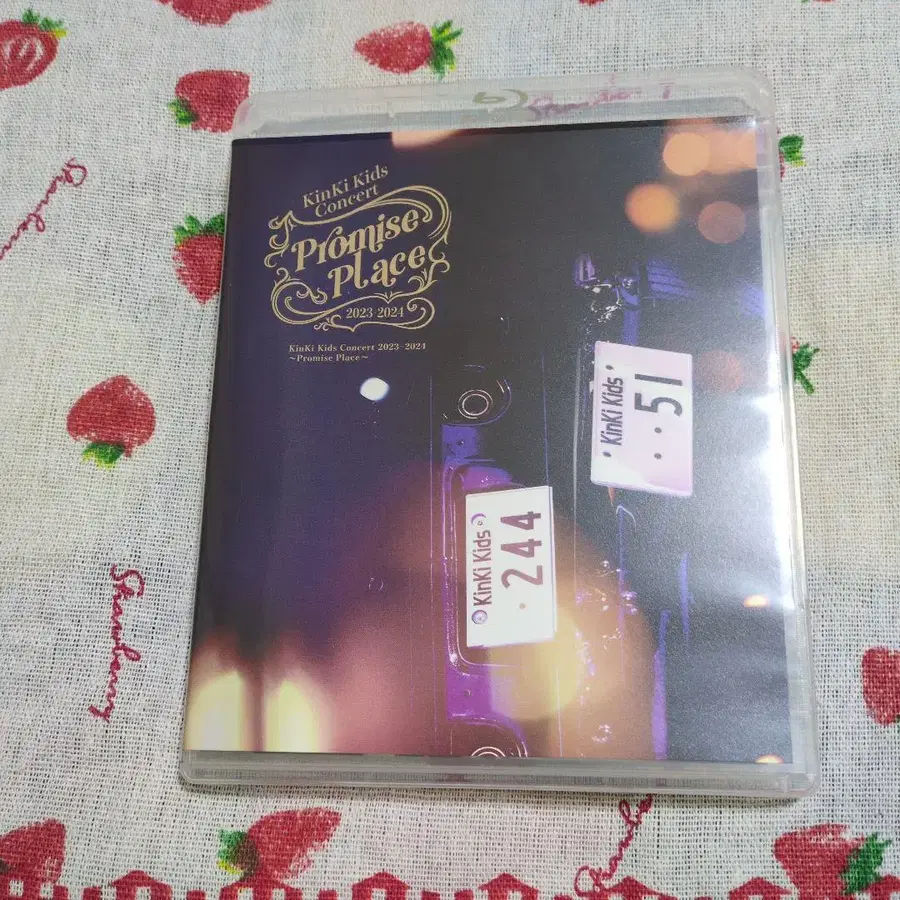 KinKi Kids
Concert
Promise
Place
2023-2024
KinKi Kids Concert 2023-2024
~Promise Place~
KinKi Kids
・・51
KinKi Kids
・244
Strawberry
Strawberry